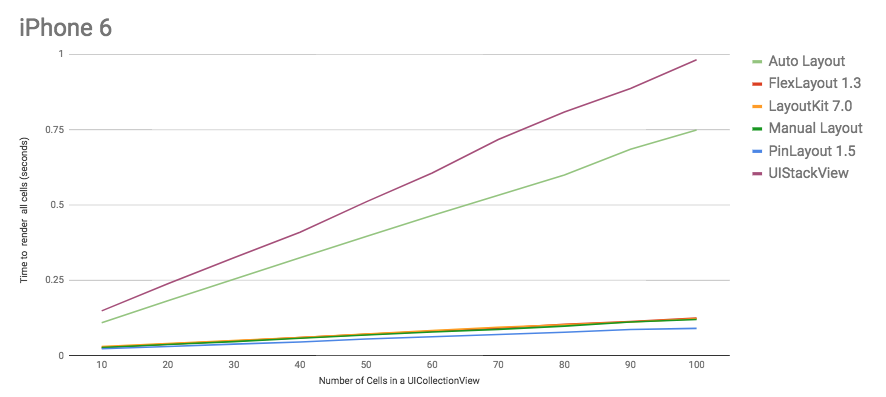 iPhone 6
1
0.75
0.5
0.25
0
Time to render all cells (seconds)
10 20 30 40 50 60 70 80 90 100
Number of Cells in a UICollectionView
Auto Layout
FlexLayout 1.3
LayoutKit 7.0
Manual Layout
PinLayout 1.5
UIStackView